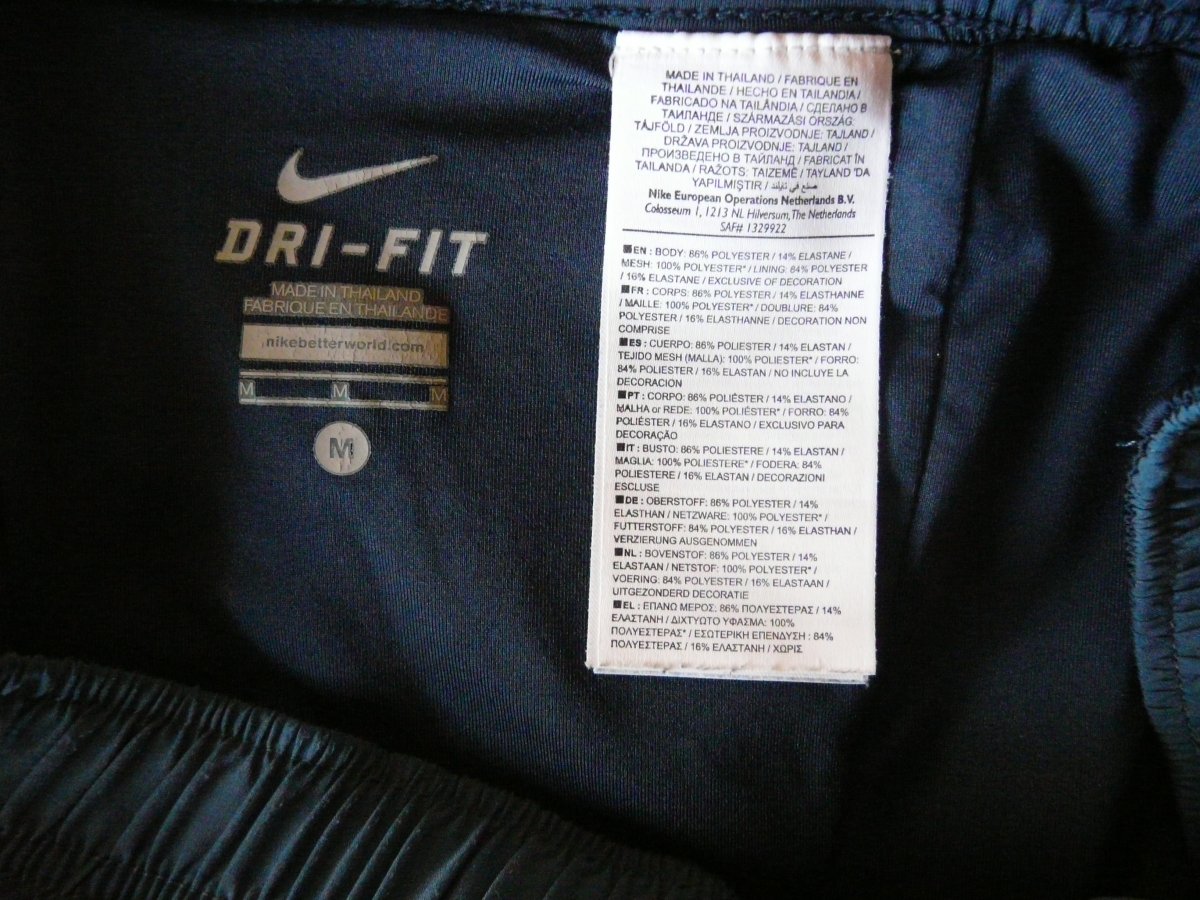 DRI-FIT
MADE IN THAILAND
FABRIQUE EN THAILANDE
nikebetterworld.com
M M M
M
MADE IN THAILAND / FABRIQUE EN
THAILANDE / HECHO EN TAILANDIA /
FABRICADO NA TAILÂNDIA / СДЕЛАНО В
ТАИЛАНДЕ / SZÁRMAZÁSI ORSZÁG:
TÁJFÖLD / ZEMLJA PROIZVODNJE: TAJLAND /
DRŽAVA PROIZVODNJE: TAJLAND /
ПРОИЗВЕДЕНО В ТАЙЛАНД / FABRICAT ÎN
TAILANDA / RAŽOTS: TAIZEMĒ / TAYLAND 'DA
YAPILMIŞTIR / صنع في تايلند
Nike European Operations Netherlands B.V.
Colosseum 1, 1213 NL Hilversum, The Netherlands
SAF# 1329922
EN : BODY: 86% POLYESTER / 14% ELASTANE /
MESH: 100% POLYESTER* / LINING: 84% POLYESTER
/ 16% ELASTANE / EXCLUSIVE OF DECORATION
FR : CORPS: 86% POLYESTER / 14% ELASTHANNE
/ MAILLE: 100% POLYESTER* / DOUBLURE: 84%
POLYESTER / 16% ELASTHANNE / DECORATION NON
COMPRISE
ES : CUERPO: 86% POLIESTER / 14% ELASTAN /
TEJIDO MESH (MALLA): 100% POLIESTER* / FORRO:
84% POLIESTER / 16% ELASTAN / NO INCLUYE LA
DECORACION
PT : CORPO: 86% POLIÉSTER / 14% ELASTANO /
MALHA or REDE: 100% POLIÉSTER* / FORRO: 84%
POLIÉSTER / 16% ELASTANO / EXCLUSIVO PARA
DECORAÇÃO
IT : BUSTO: 86% POLIESTERE / 14% ELASTAN /
MAGLIA: 100% POLIESTERE* / FODERA: 84%
POLIESTERE / 16% ELASTAN / DECORAZIONI
ESCLUSE
DE : OBERSTOFF: 86% POLYESTER / 14%
ELASTHAN / NETZWARE: 100% POLYESTER* /
FUTTERSTOFF: 84% POLYESTER / 16% ELASTHAN /
VERZIERUNG AUSGENOMMEN
NL : BOVENSTOF: 86% POLYESTER / 14%
ELASTAAN / NETSTOF: 100% POLYESTER* /
VOERING: 84% POLYESTER / 16% ELASTAAN /
UITGEZONDERD DECORATIE
EL : ΕΠΑΝΩ ΜΕΡΟΣ: 86% ΠΟΛΥΕΣΤΕΡΑΣ / 14%
ΕΛΑΣΤΑΝΗ / ΔΙΧΤΥΩΤΟ ΥΦΑΣΜΑ: 100%
ΠΟΛΥΕΣΤΕΡΑΣ* / ΕΣΩΤΕΡΙΚΗ ΕΠΕΝΔΥΣΗ : 84%
ΠΟΛΥΕΣΤΕΡΑΣ / 16% ΕΛΑΣΤΑΝΗ / ΧΩΡΙΣ